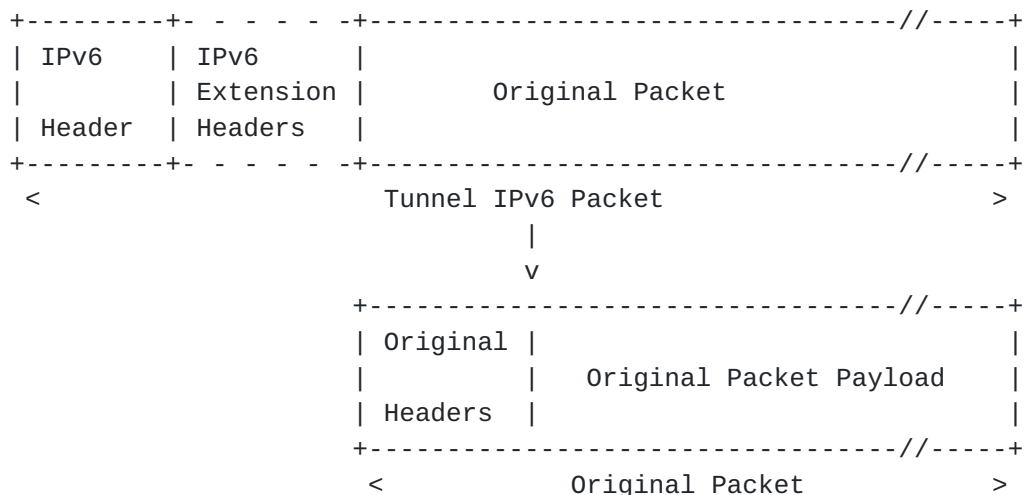 +---------+- - - - - -+----------------------------------//-----+
| IPv6    | IPv6      |                                         |
|         | Extension |        Original Packet                  |
| Header  | Headers   |                                         |
+---------+- - - - - -+----------------------------------//-----+
 <                      Tunnel IPv6 Packet                     >
                                 |
                                 v
                      +----------------------------------//-----+
                      | Original |                              |
                      |          |   Original Packet Payload    |
                      | Headers  |                              |
                      +----------------------------------//-----+
                       <            Original Packet            >